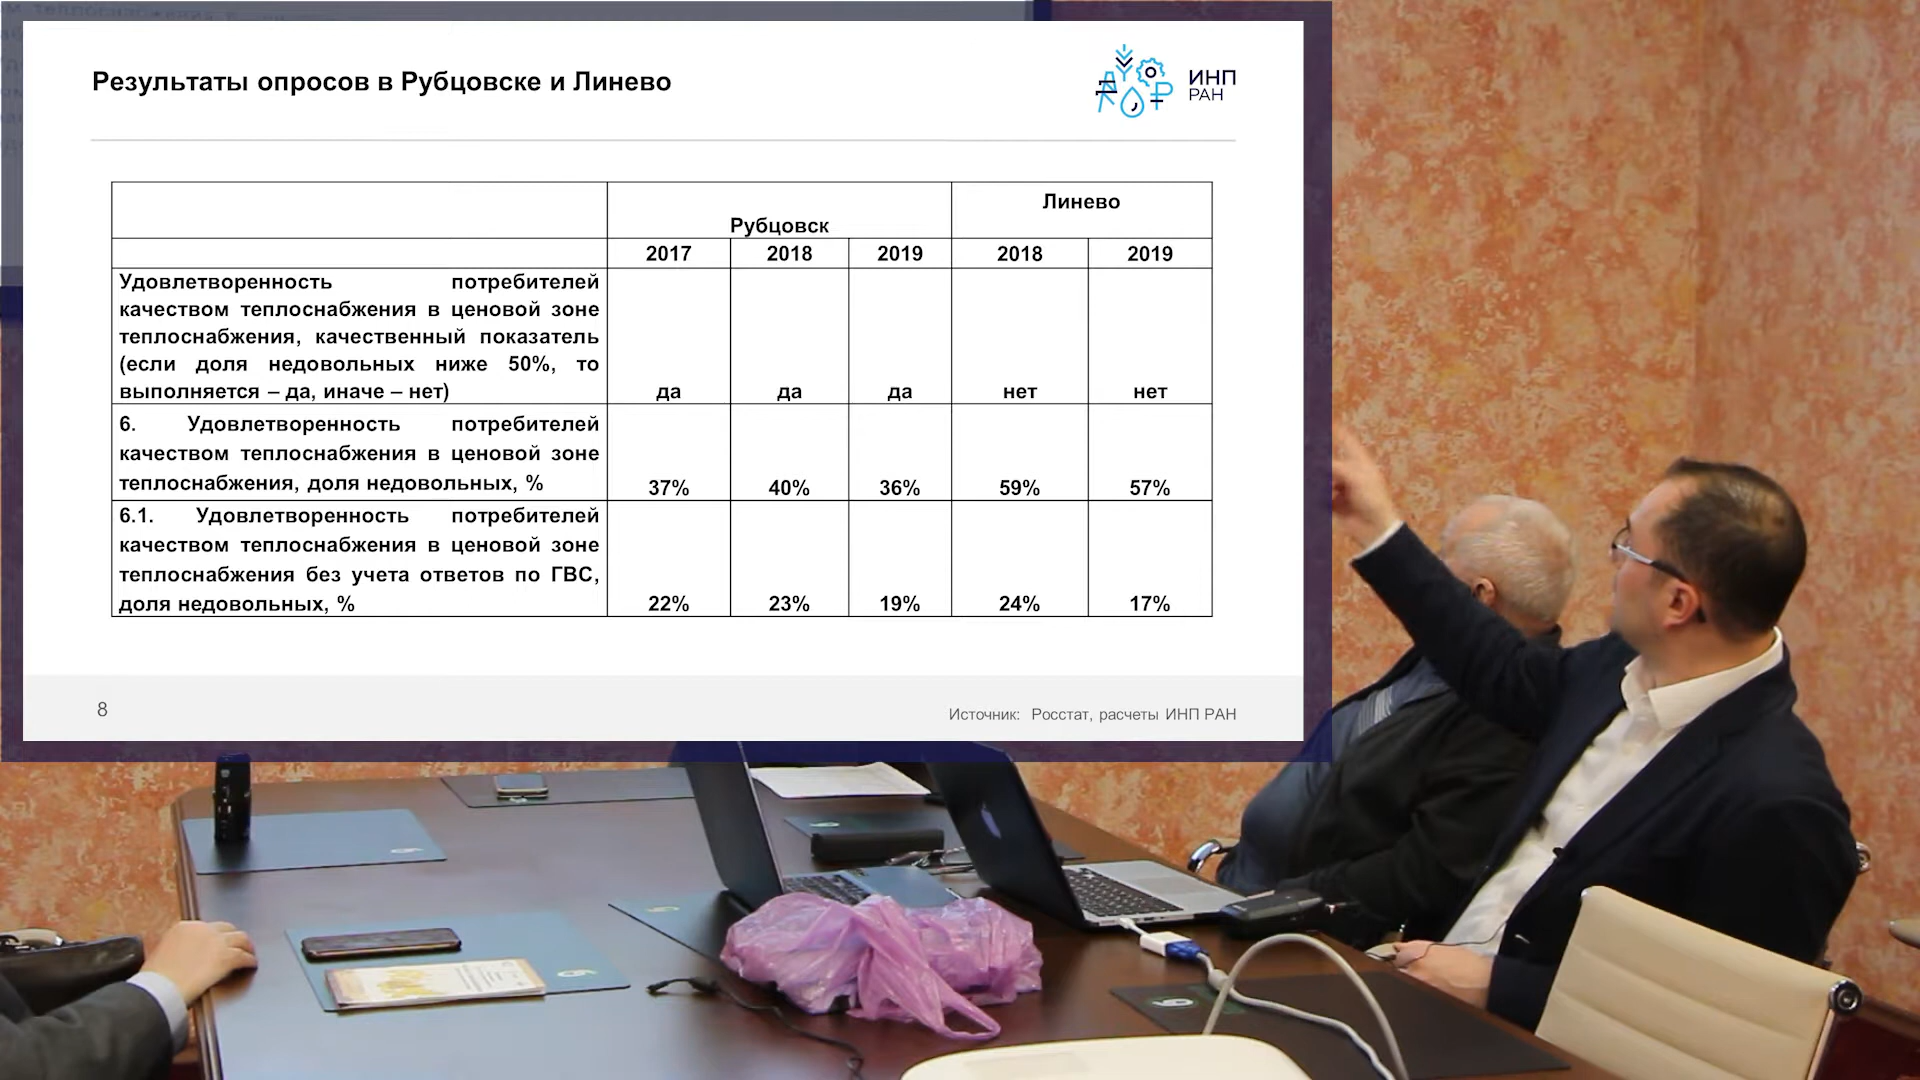 Результаты опросов в Рубцовске и Линево
ИНП
РАН
Рубцовск
Линево
2017
2018
2019
2018
2019
Удовлетворенность потребителей
качеством теплоснабжения в ценовой зоне
теплоснабжения, качественный показатель
(если доля недовольных ниже 50%, то
выполняется – да, иначе – нет)
да
да
да
нет
нет
6. Удовлетворенность потребителей
качеством теплоснабжения в ценовой зоне
теплоснабжения, доля недовольных, %
37%
40%
36%
59%
57%
6.1. Удовлетворенность потребителей
качеством теплоснабжения в ценовой зоне
теплоснабжения без учета ответов по ГВС,
доля недовольных, %
22%
23%
19%
24%
17%
8
Источник: Росстат, расчеты ИНП РАН